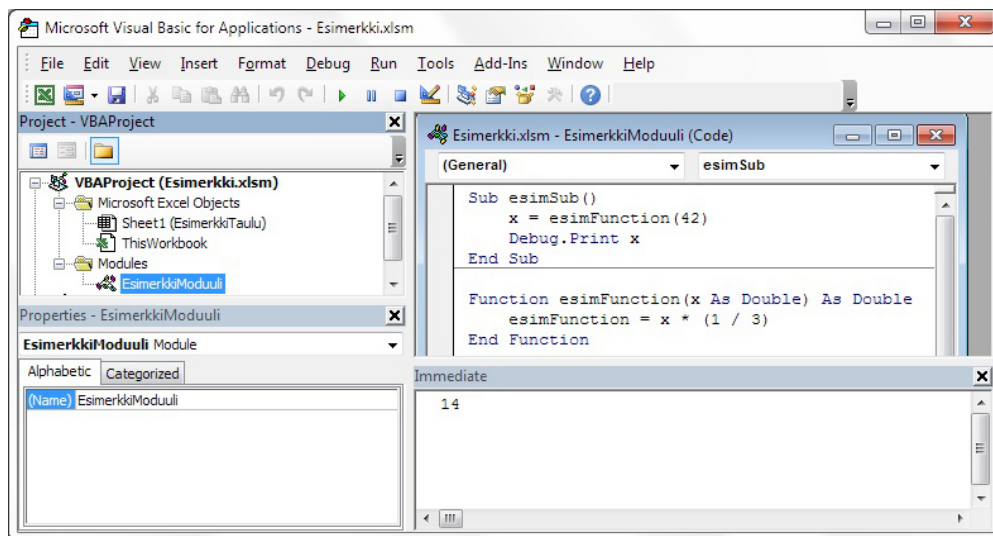 Microsoft Visual Basic for Applications - Esimerkki.xlsm
File Edit View Insert Format Debug Run Tools Add-Ins Window Help
Project - VBAProject
VBAProject (Esimerkki.xlsm)
Microsoft Excel Objects
Sheet1 (EsimerkkiTaulu)
ThisWorkbook
Modules
EsimerkkiModuuli
Properties - EsimerkkiModuuli
EsimerkkiModuuli Module
Alphabetic Categorized
(Name) EsimerkkiModuuli
Esimerkki.xlsm - EsimerkkiModuuli (Code)
(General) esimSub
Sub esimSub()
x = esimFunction(42)
Debug.Print x
End Sub
Function esimFunction(x As Double) As Double
esimFunction = x * (1 / 3)
End Function
Immediate
14